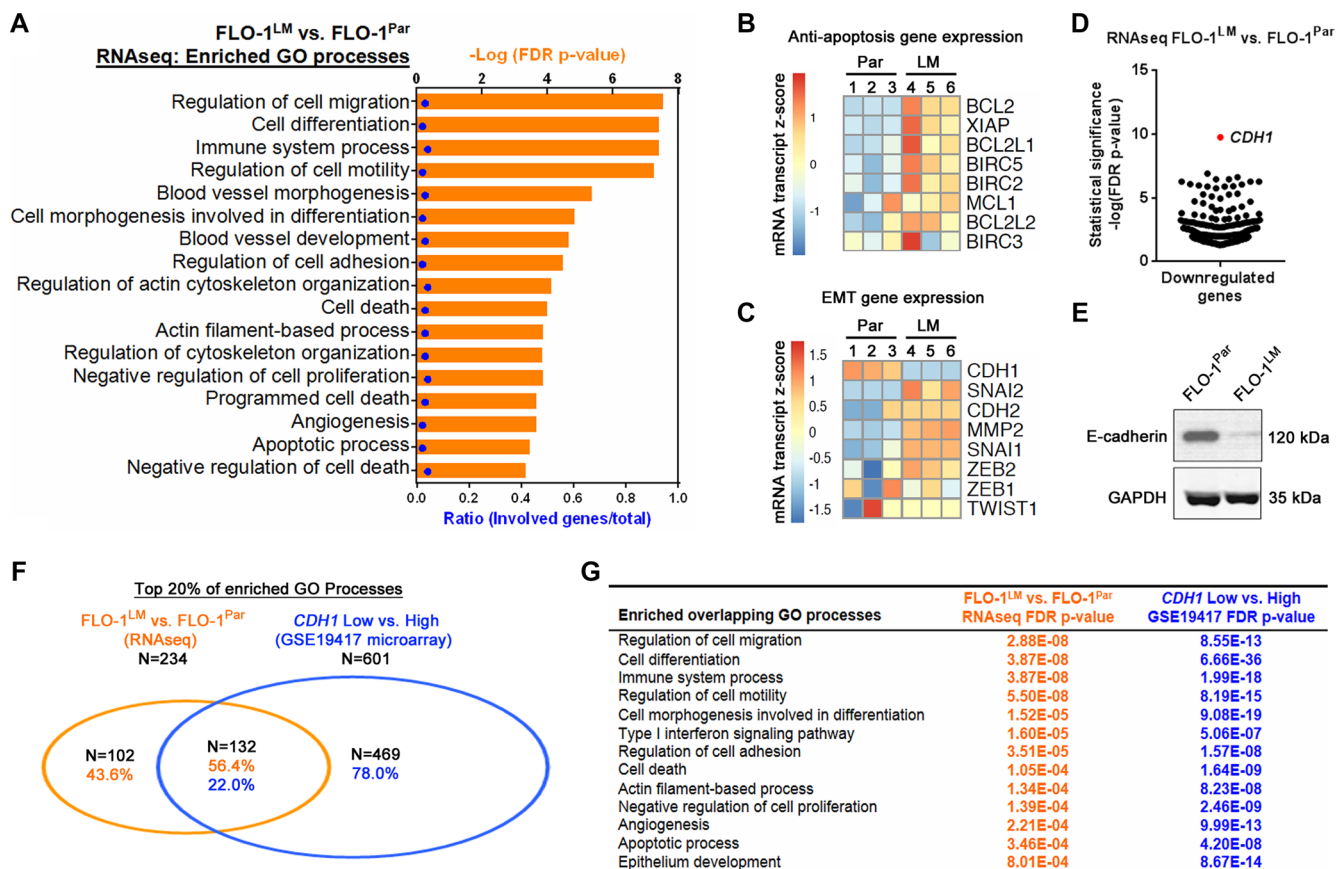 A
FLO-1LM vs. FLO-1Par
RNAseq: Enriched GO processes
-Log (FDR p-value)
0 2 4 6 8
Regulation of cell migration
Cell differentiation
Immune system process
Regulation of cell motility
Blood vessel morphogenesis
Cell morphogenesis involved in differentiation
Blood vessel development
Regulation of cell adhesion
Regulation of actin cytoskeleton organization
Cell death
Actin filament-based process
Regulation of cytoskeleton organization
Negative regulation of cell proliferation
Programmed cell death
Angiogenesis
Apoptotic process
Negative regulation of cell death
0.0 0.2 0.4 0.6 0.8 1.0
Ratio (Involved genes/total)
B
Anti-apoptosis gene expression
Par LM
1 2 3 4 5 6
mRNA transcript z-score
1
0
-1
BCL2
XIAP
BCL2L1
BIRC5
BIRC2
MCL1
BCL2L2
BIRC3
C
EMT gene expression
Par LM
1 2 3 4 5 6
mRNA transcript z-score
1.5
1
0.5
0
-0.5
-1
-1.5
CDH1
SNAI2
CDH2
MMP2
SNAI1
ZEB2
ZEB1
TWIST1
D
RNAseq FLO-1LM vs. FLO-1Par
Statistical significance
-log(FDR p-value)
15
10
5
0
CDH1
Downregulated
genes
E
FLO-1Par
FLO-1LM
E-cadherin 120 kDa
GAPDH 35 kDa
F
Top 20% of enriched GO Processes
FLO-1LM vs. FLO-1Par
(RNAseq)
N=234
CDH1 Low vs. High
(GSE19417 microarray)
N=601
N=102
43.6%
N=132
56.4%
22.0%
N=469
78.0%
G
Enriched overlapping GO processes
FLO-1LM vs. FLO-1Par
RNAseq FDR p-value
CDH1 Low vs. High
GSE19417 FDR p-value
Regulation of cell migration 2.88E-08 8.55E-13
Cell differentiation 3.87E-08 6.66E-36
Immune system process 3.87E-08 1.99E-18
Regulation of cell motility 5.50E-08 8.19E-15
Cell morphogenesis involved in differentiation 1.52E-05 9.08E-19
Type I interferon signaling pathway 1.60E-05 5.06E-07
Regulation of cell adhesion 3.51E-05 1.57E-08
Cell death 1.05E-04 1.64E-09
Actin filament-based process 1.34E-04 8.23E-08
Negative regulation of cell proliferation 1.39E-04 2.46E-09
Angiogenesis 2.21E-04 9.99E-13
Apoptotic process 3.46E-04 4.20E-08
Epithelium development 8.01E-04 8.67E-14